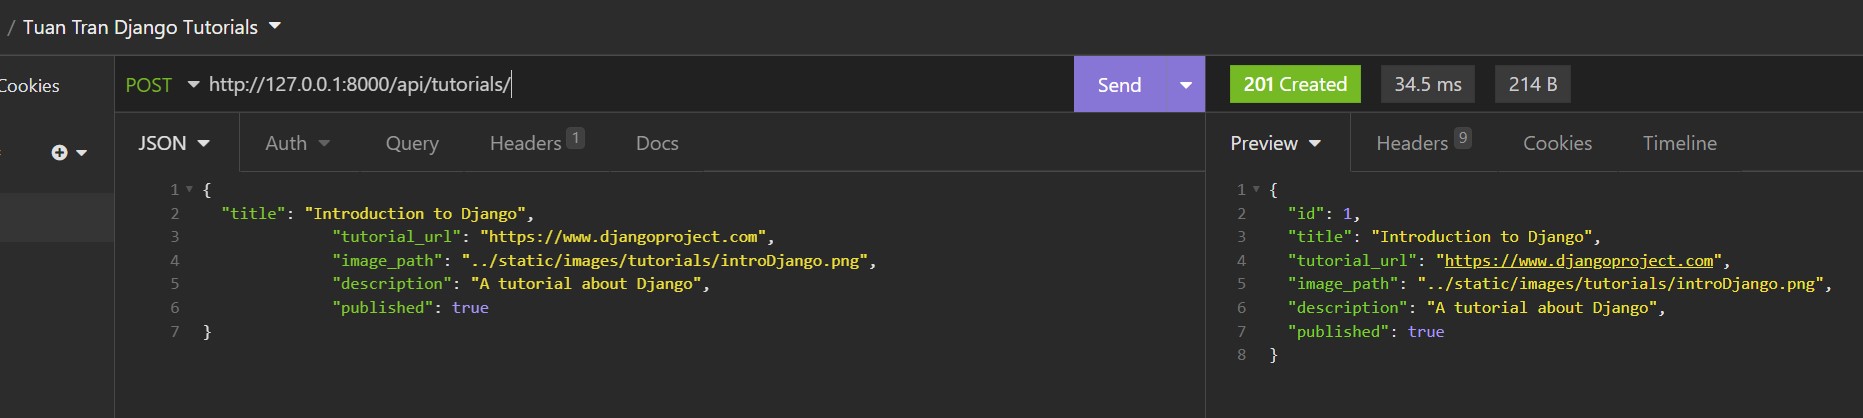 / Tuan Tran Django Tutorials
Cookies
POST http://127.0.0.1:8000/api/tutorials/ Send
201 Created 34.5 ms 214 B
JSON Auth Query Headers 1 Docs
1 {
2 "title": "Introduction to Django",
3 "tutorial_url": "https://www.djangoproject.com",
4 "image_path": "../static/images/tutorials/introDjango.png",
5 "description": "A tutorial about Django",
6 "published": true
7 }
Preview Headers 9 Cookies Timeline
1 {
2 "id": 1,
3 "title": "Introduction to Django",
4 "tutorial_url": "https://www.djangoproject.com",
5 "image_path": "../static/images/tutorials/introDjango.png",
6 "description": "A tutorial about Django",
7 "published": true
8 }